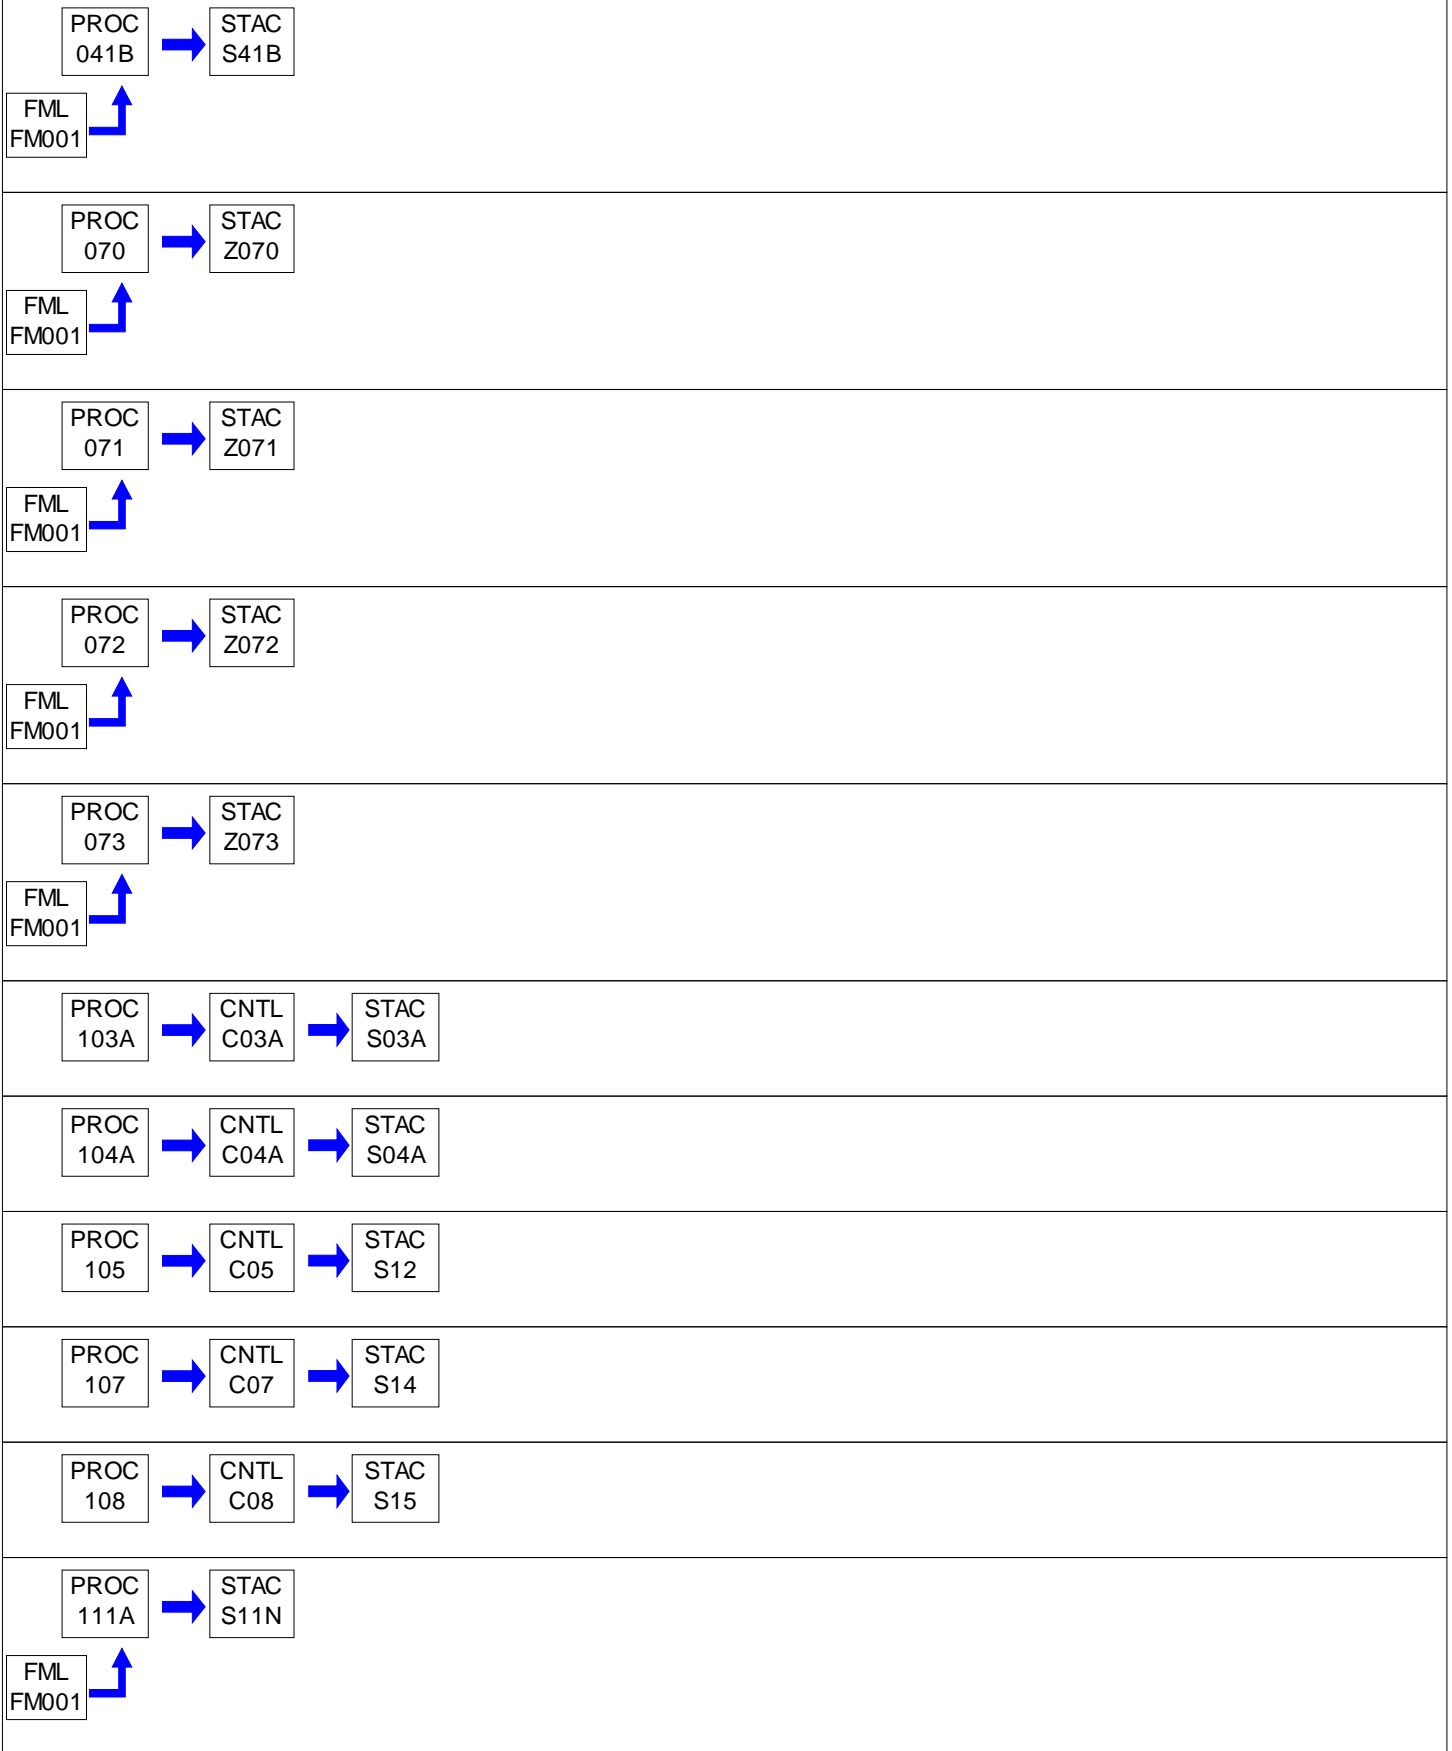 PROC
041B
STAC
S41B
FML
FM001
PROC
070
STAC
Z070
FML
FM001
PROC
071
STAC
Z071
FML
FM001
PROC
072
STAC
Z072
FML
FM001
PROC
073
STAC
Z073
FML
FM001
PROC
103A
CNTL
C03A
STAC
S03A
PROC
104A
CNTL
C04A
STAC
S04A
PROC
105
CNTL
C05
STAC
S12
PROC
107
CNTL
C07
STAC
S14
PROC
108
CNTL
C08
STAC
S15
PROC
111A
STAC
S11N
FML
FM001